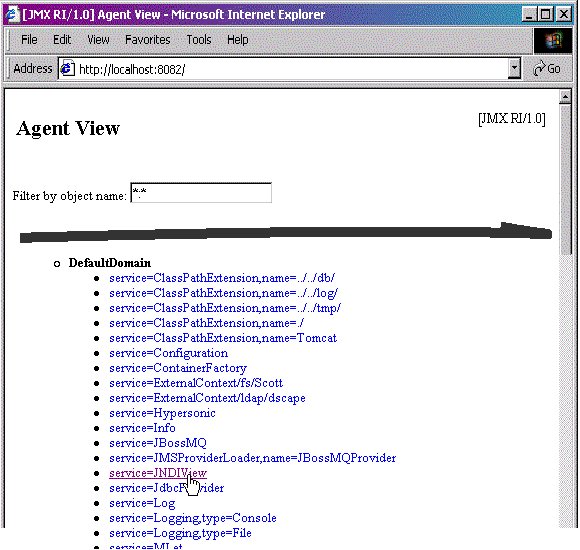 [JMX RI/1.0] Agent View - Microsoft Internet Explorer
File Edit View Favorites Tools Help
Address http://localhost:8082/ Go
[JMX RI/1.0]
Agent View
Filter by object name: *:*
DefaultDomain
service=ClassPathExtension,name=../../db/
service=ClassPathExtension,name=../../log/
service=ClassPathExtension,name=../../tmp/
service=ClassPathExtension,name=./
service=ClassPathExtension,name=Tomcat
service=Configuration
service=ContainerFactory
service=ExternalContext/fs/Scott
service=ExternalContext/ldap/dscape
service=Hypersonic
service=Info
service=JBossMQ
service=JMSProviderLoader,name=JBossMQProvider
service=JNDIView
service=JdbcProvider
service=Log
service=Logging,type=Console
service=Logging,type=File
service=MLet